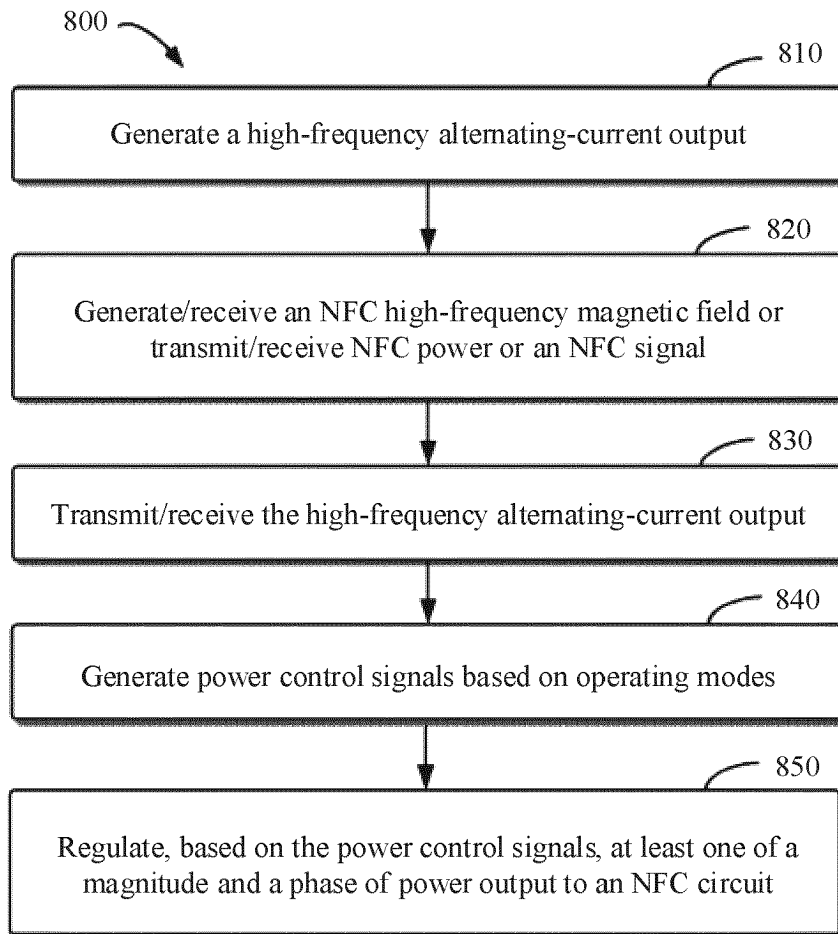 800
810
Generate a high-frequency alternating-current output
820
Generate/receive an NFC high-frequency magnetic field or
transmit/receive NFC power or an NFC signal
830
Transmit/receive the high-frequency alternating-current output
840
Generate power control signals based on operating modes
850
Regulate, based on the power control signals, at least one of a
magnitude and a phase of power output to an NFC circuit